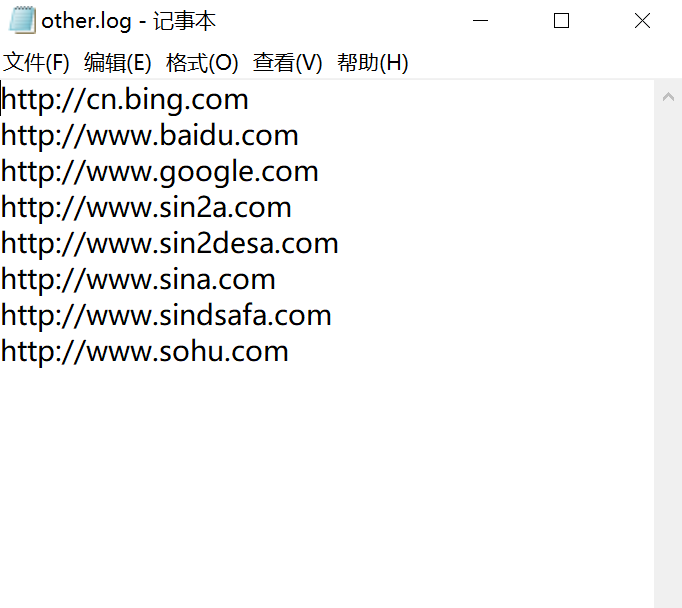 other.log - 记事本
文件(F) 编辑(E) 格式(O) 查看(V) 帮助(H)
http://cn.bing.com
http://www.baidu.com
http://www.google.com
http://www.sin2a.com
http://www.sin2desa.com
http://www.sina.com
http://www.sindsafa.com
http://www.sohu.com